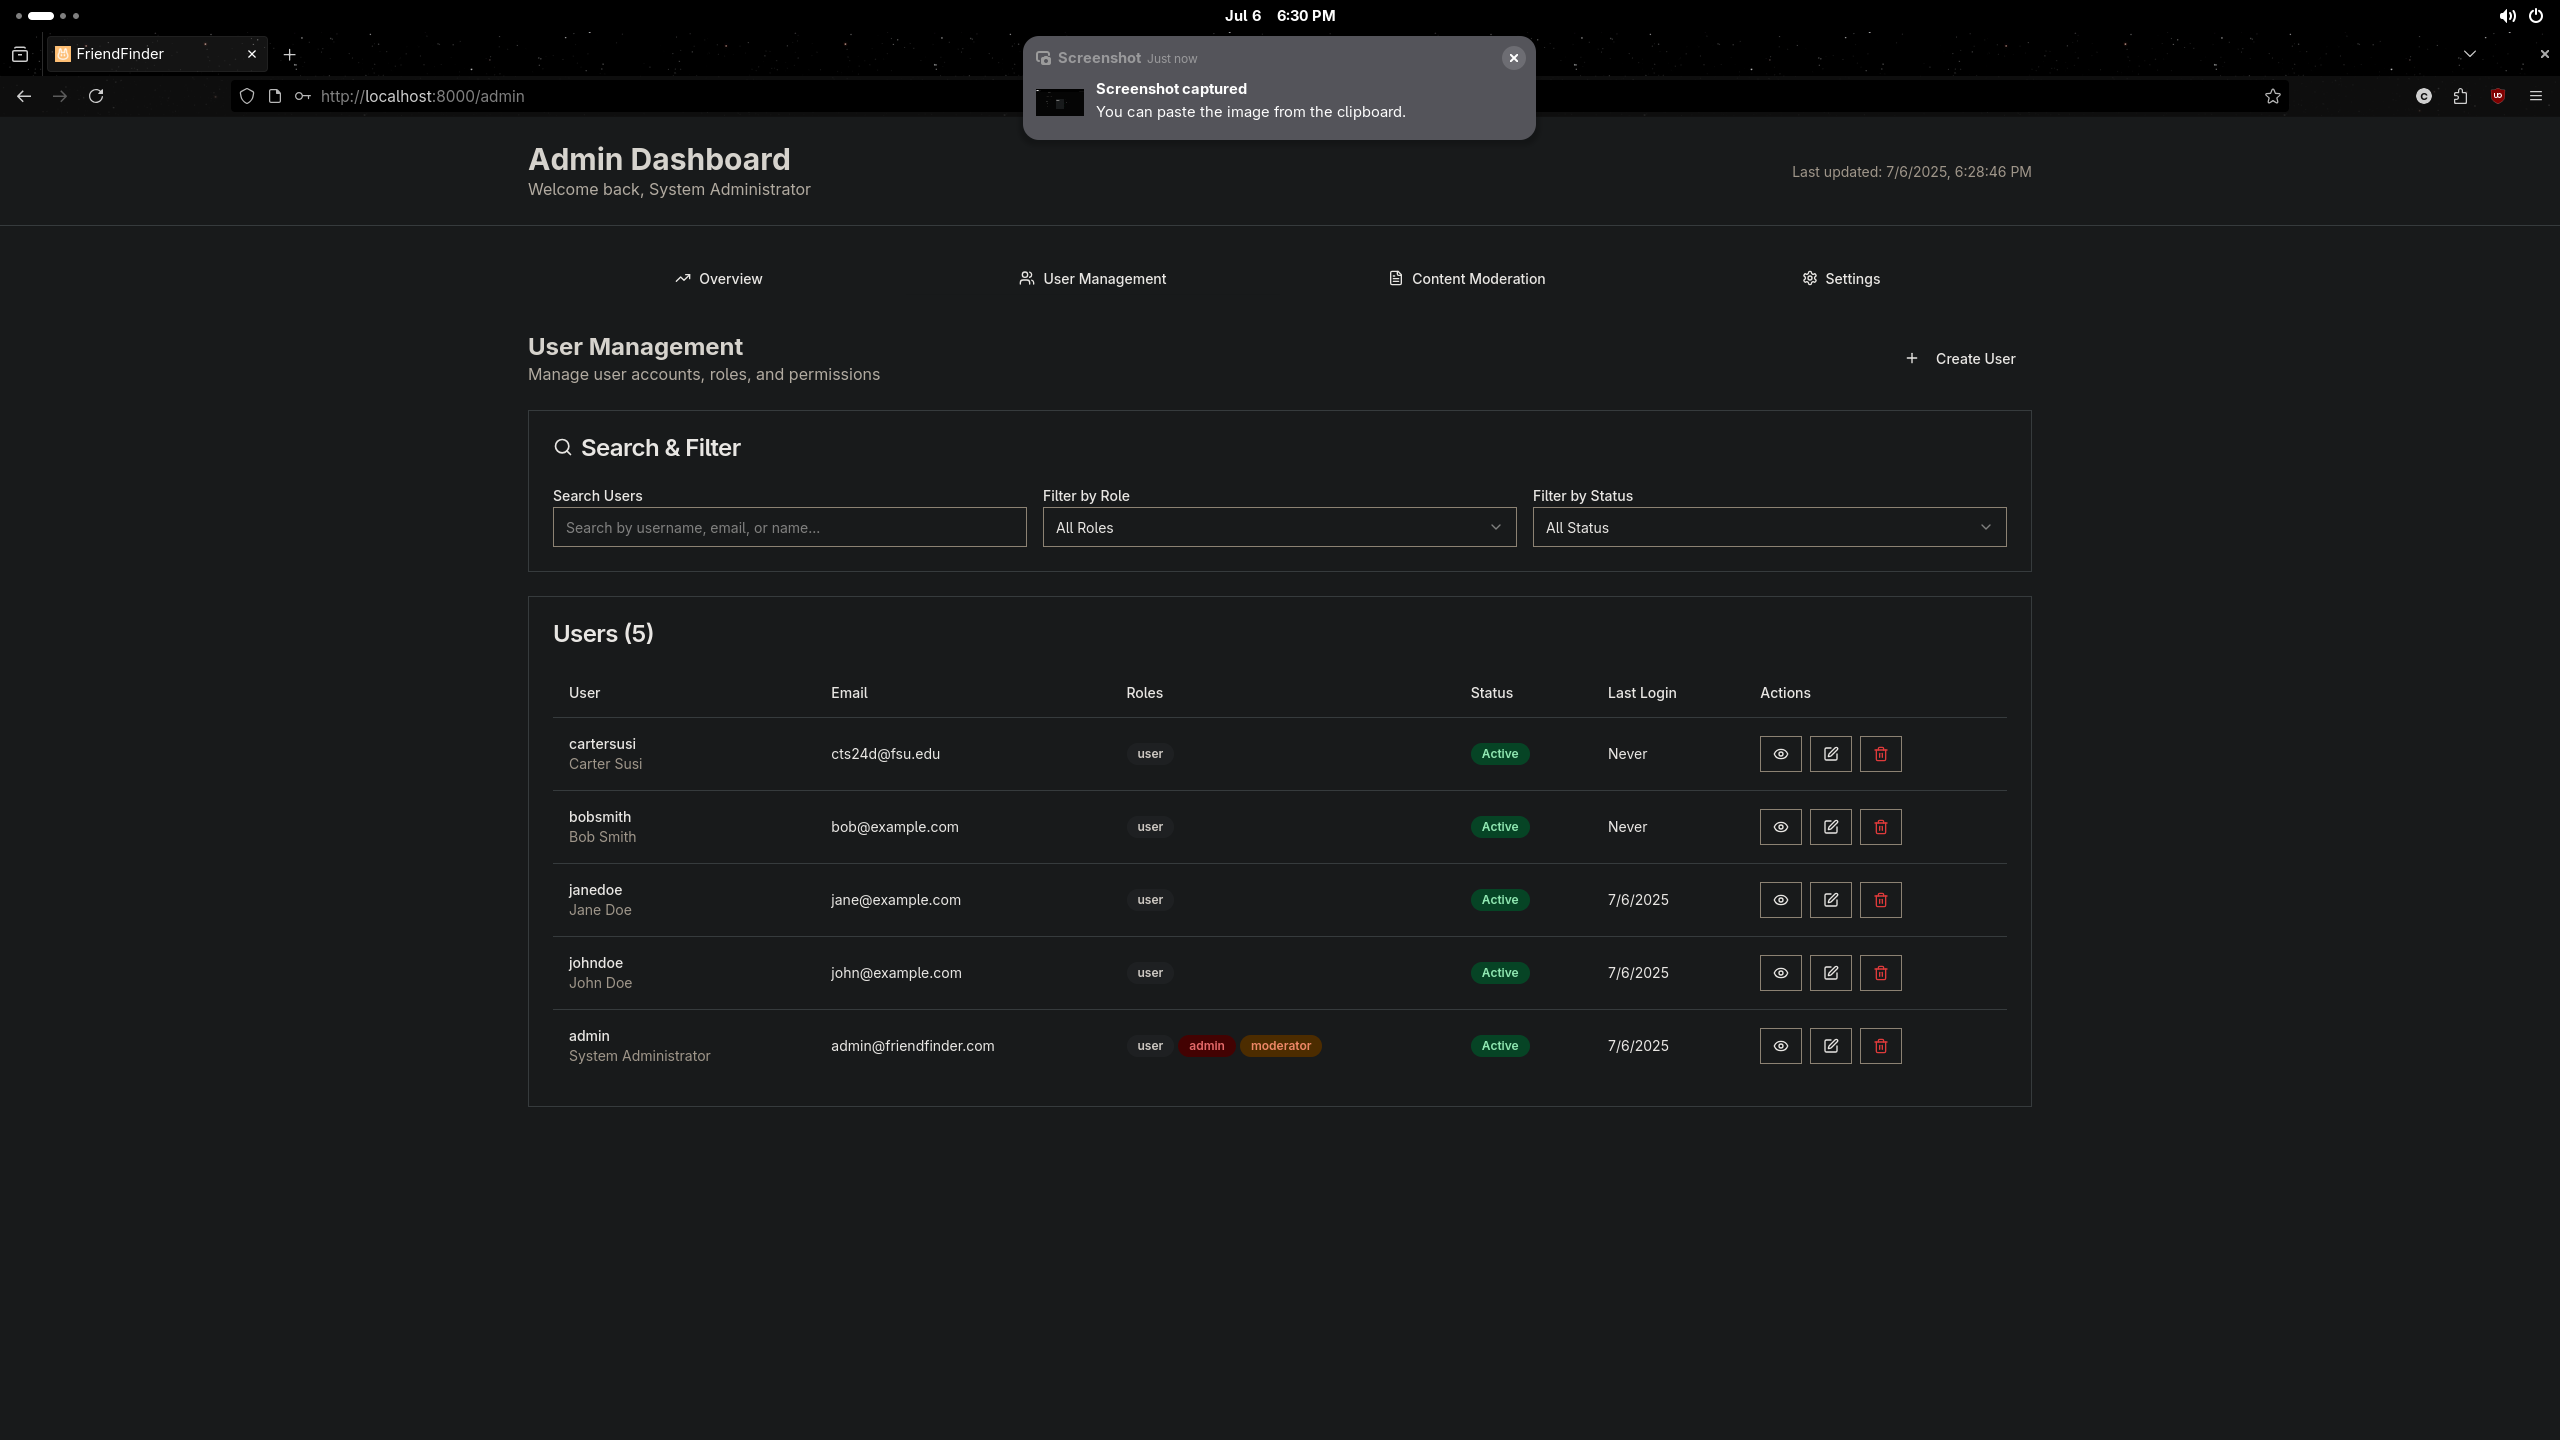 Jul 6 6:30 PM
FriendFinder
Screenshot Just now
Screenshot captured
You can paste the image from the clipboard.
http://localhost:8000/admin
Admin Dashboard
Welcome back, System Administrator
Last updated: 7/6/2025, 6:28:46 PM
Overview
User Management
Content Moderation
Settings
User Management
Manage user accounts, roles, and permissions
Create User
Search & Filter
Search Users
Filter by Role
Filter by Status
Search by username, email, or name...
All Roles
All Status
Users (5)
User Email Roles Status Last Login Actions
cartersusi
Carter Susi
cts24d@fsu.edu user Active Never
bobsmith
Bob Smith
bob@example.com user Active Never
janedoe
Jane Doe
jane@example.com user Active 7/6/2025
johndoe
John Doe
john@example.com user Active 7/6/2025
admin
System Administrator
admin@friendfinder.com user admin moderator Active 7/6/2025